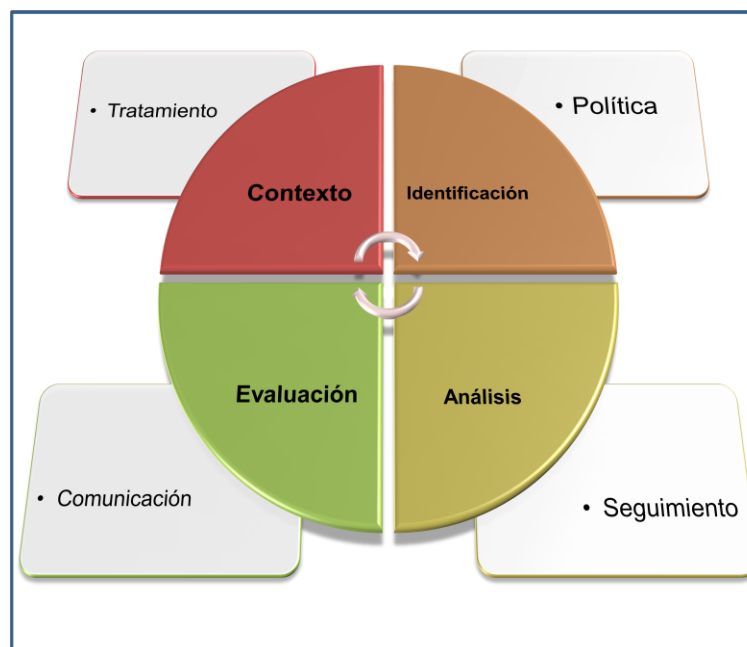 • Tratamiento
• Política
Contexto
Identificación
Evaluación
Análisis
• Comunicación
• Seguimiento